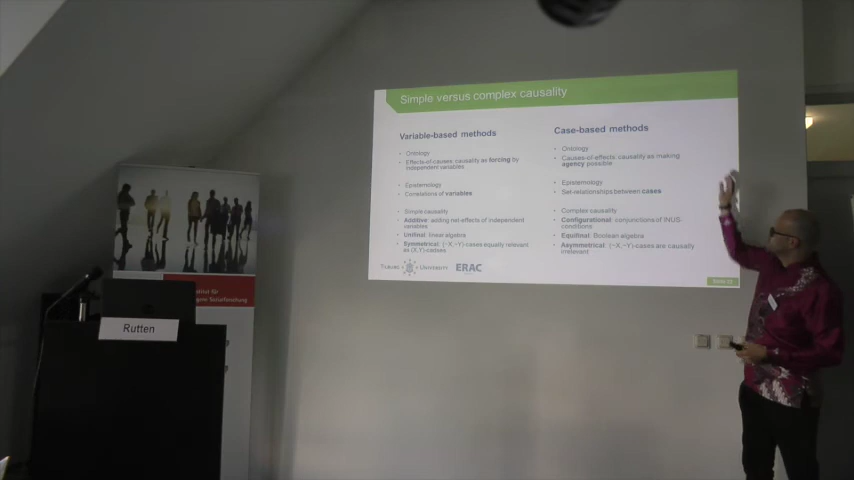 Simple versus complex causality
Variable-based methods
• Ontology
• Effects-of-causes: causality as forcing by
independent variables
• Epistemology
• Correlations of variables
• Simple causality
• Additive: adding net-effects of independent
variables
• Unifinal: linear algebra
• Symmetrical: (~X,~Y)-cases equally relevant
as (X,Y)-cases
Case-based methods
• Ontology
• Causes-of-effects: causality as making
agency possible
• Epistemology
• Set-relationships between cases
• Complex causality
• Configurational: conjunctions of INUS-
conditions
• Equifinal: Boolean algebra
• Asymmetrical: (~X,~Y)-cases are causally
irrelevant
ERAC
Rutten